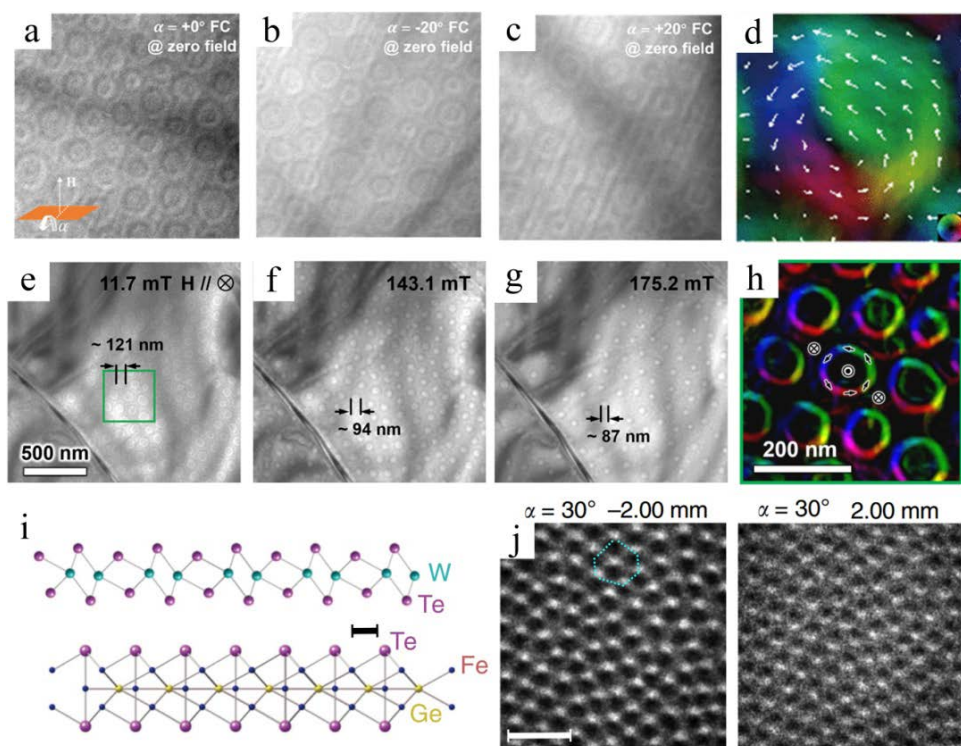 a
α = +0° FC
@ zero field
H
α
b
α = -20° FC
@ zero field
c
α = +20° FC
@ zero field
d
e
11.7 mT H // ⊗
~ 121 nm
500 nm
f
143.1 mT
~ 94 nm
g
175.2 mT
~ 87 nm
h
200 nm
i
W
Te
Te
Fe
Ge
α = 30° −2.00 mm
j
α = 30° 2.00 mm